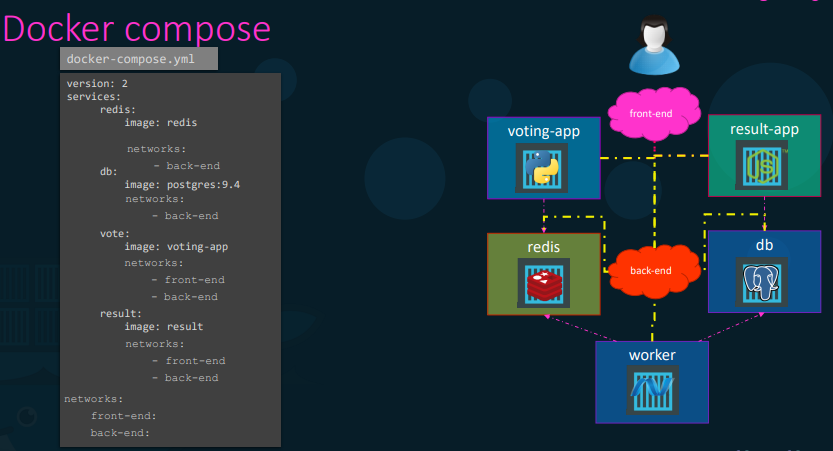 Docker compose
docker-compose.yml
version: 2
services:
redis:
image: redis
networks:
- back-end
db:
image: postgres:9.4
networks:
- back-end
vote:
image: voting-app
networks:
- front-end
- back-end
result:
image: result
networks:
- front-end
- back-end
networks:
front-end:
back-end:
front-end
voting-app
result-app
JS
redis
back-end
db
worker